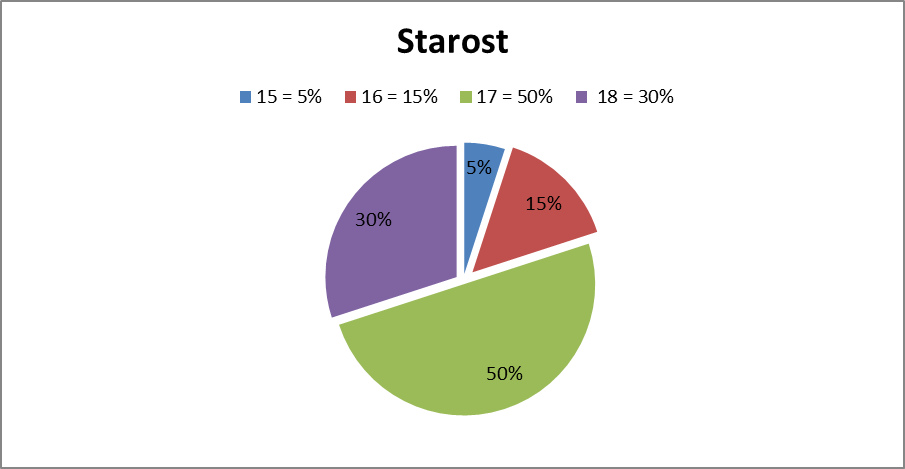 Starost
15 = 5% 16 = 15% 17 = 50% 18 = 30%
5%
15%
30%
50%